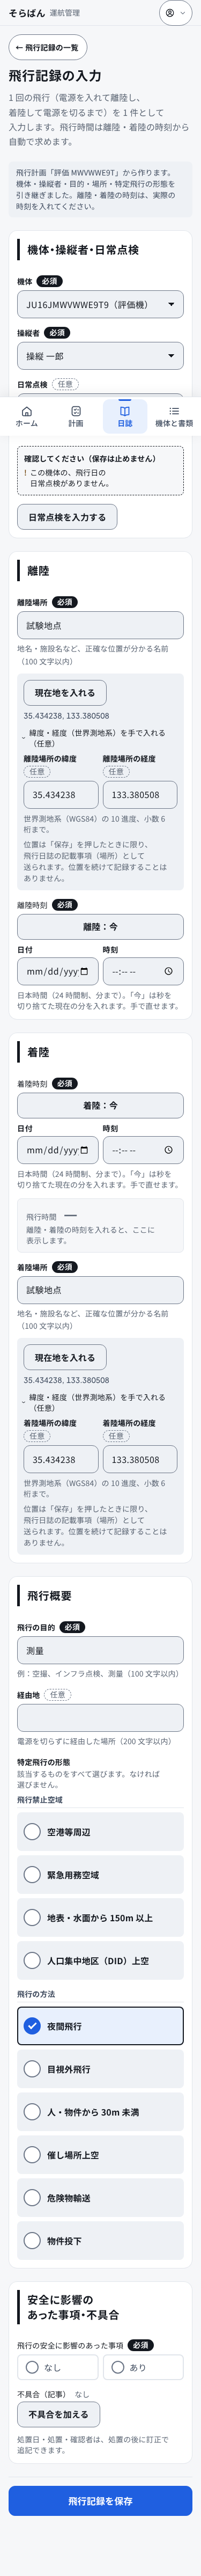 そらばん 運航管理
← 飛行記録の一覧
飛行記録の入力
1 回の飛行（電源を入れて離陸し、
着陸して電源を切るまで）を 1 件として
入力します。飛行時間は離陸・着陸の時刻から
自動で求めます。
飛行計画「評価 MWVWWE9T」から作ります。
機体・操縦者・目的・場所・特定飛行の形態を
引き継ぎました。離陸・着陸の時刻は、実際の
時刻を入れてください。
機体・操縦者・日常点検
機体 必須
JU16JMWVWWE9T9（評価機）
操縦者 必須
操縦 一郎
日常点検 任意
ホーム 計画 日誌 機体と書類
確認してください（保存は止めません）
! この機体の、飛行日の
日常点検がありません。
日常点検を入力する
離陸
離陸場所 必須
試験地点
地名・施設名など、正確な位置が分かる名前
（100 文字以内）
現在地を入れる
35.434238, 133.380508
緯度・経度（世界測地系）を手で入れる
（任意）
離陸場所の緯度 離陸場所の経度
任意 任意
35.434238 133.380508
世界測地系（WGS84）の 10 進度、小数 6
桁まで。
位置は「保存」を押したときに限り、
飛行日誌の記載事項（場所）として
送られます。位置を続けて記録することは
ありません。
離陸時刻 必須
離陸：今
日付 時刻
mm/dd/yyyy --:-- --
日本時間（24 時間制、分まで）。「今」は秒を
切り捨てた現在の分を入れます。手で直せます。
着陸
着陸時刻 必須
着陸：今
日付 時刻
mm/dd/yyyy --:-- --
日本時間（24 時間制、分まで）。「今」は秒を
切り捨てた現在の分を入れます。手で直せます。
飛行時間 —
離陸・着陸の時刻を入れると、ここに
表示します。
着陸場所 必須
試験地点
地名・施設名など、正確な位置が分かる名前
（100 文字以内）
現在地を入れる
35.434238, 133.380508
緯度・経度（世界測地系）を手で入れる
（任意）
着陸場所の緯度 着陸場所の経度
任意 任意
35.434238 133.380508
世界測地系（WGS84）の 10 進度、小数 6
桁まで。
位置は「保存」を押したときに限り、
飛行日誌の記載事項（場所）として
送られます。位置を続けて記録することは
ありません。
飛行概要
飛行の目的 必須
測量
例：空撮、インフラ点検、測量（100 文字以内）
経由地 任意
電源を切らずに経由した場所（200 文字以内）
特定飛行の形態
該当するものをすべて選びます。なければ
選びません。
飛行禁止空域
空港等周辺
緊急用務空域
地表・水面から 150m 以上
人口集中地区（DID）上空
飛行の方法
夜間飛行
目視外飛行
人・物件から 30m 未満
催し場所上空
危険物輸送
物件投下
安全に影響の
あった事項・不具合
飛行の安全に影響のあった事項 必須
なし あり
不具合（記事） なし
不具合を加える
処置日・処置・確認者は、処置の後に訂正で
追記できます。
飛行記録を保存